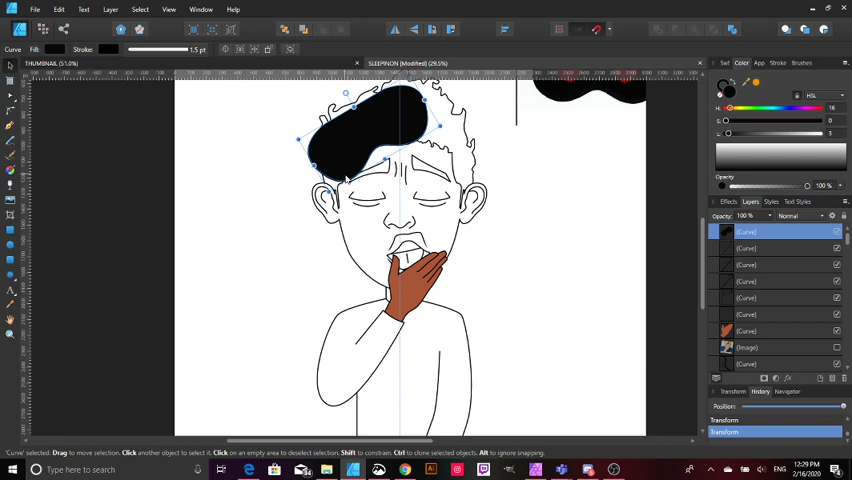 File Edit Text Layer Select View Window Help
Curve Fill: Stroke: 1.5 pt
THUMBNAIL (51.0%) × SLEEPINON (Modified) (29.5%) ×
Swt Color App Stroke Brushes
HSL
H: 16
S: 0
L: 3
Opacity
100 %
Effects Layers Styles Text Styles
Opacity: 100 % Normal
(Curve)
(Curve)
(Curve)
(Curve)
(Curve)
(Curve)
(Curve)
(Image)
(Curve)
Transform History Navigator
Position:
Transform
Transform
'Curve' selected. Drag to move selection. Click another object to select it. Click on an empty area to deselect selection. Shift to constrain. Ctrl to clone selected objects. Alt to ignore snapping.
Type here to search
ENG
12:29 PM
2/16/2020